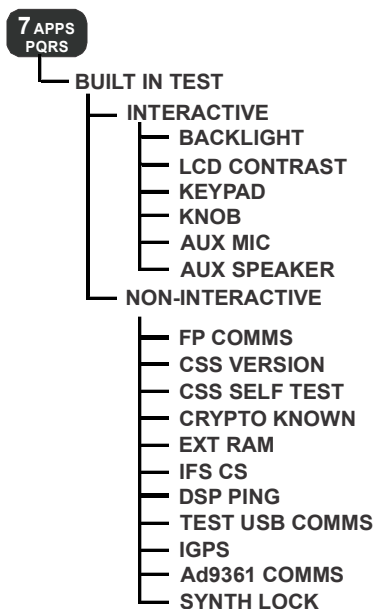 7 APPS
PQRS
BUILT IN TEST
INTERACTIVE
BACKLIGHT
LCD CONTRAST
KEYPAD
KNOB
AUX MIC
AUX SPEAKER
NON-INTERACTIVE
FP COMMS
CSS VERSION
CSS SELF TEST
CRYPTO KNOWN
EXT RAM
IFS CS
DSP PING
TEST USB COMMS
IGPS
Ad9361 COMMS
SYNTH LOCK